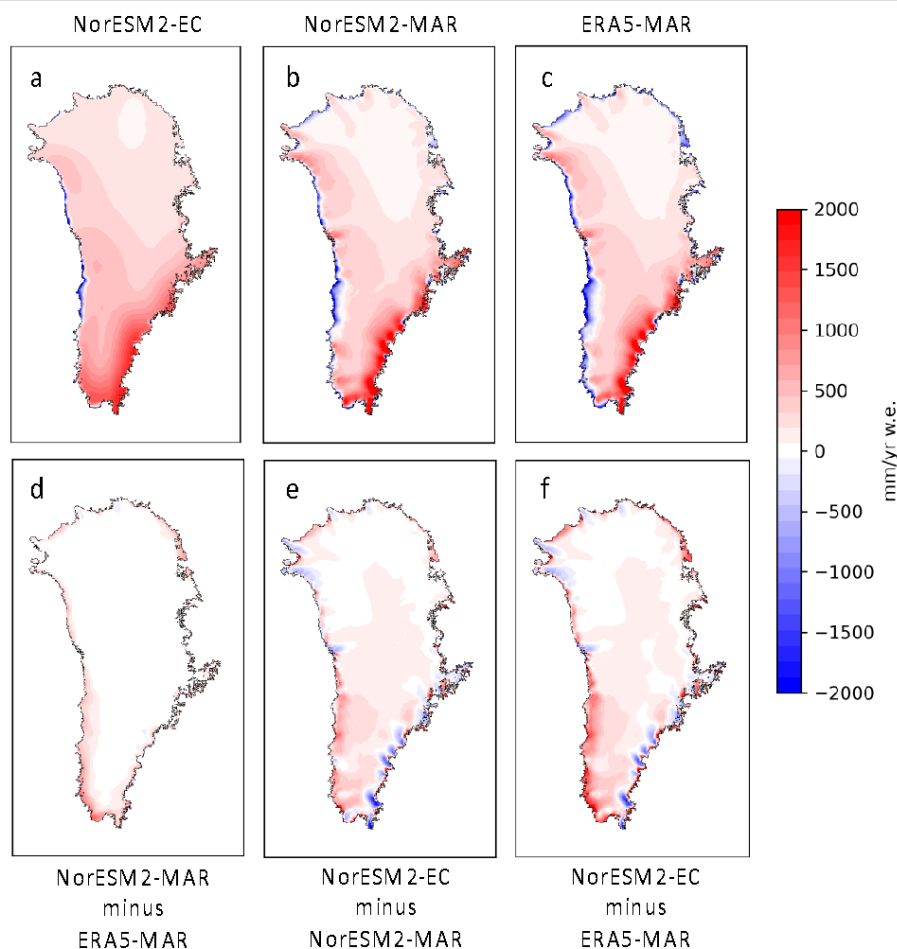 NorESM2-EC
NorESM2-MAR
ERA5-MAR
a
b
c
2000
1500
1000
500
0
−500
−1000
−1500
−2000
mm/yr w.e.
d
e
f
NorESM2-MAR
minus
ERA5-MAR
NorESM2-EC
minus
NorESM2-MAR
NorESM2-EC
minus
ERA5-MAR